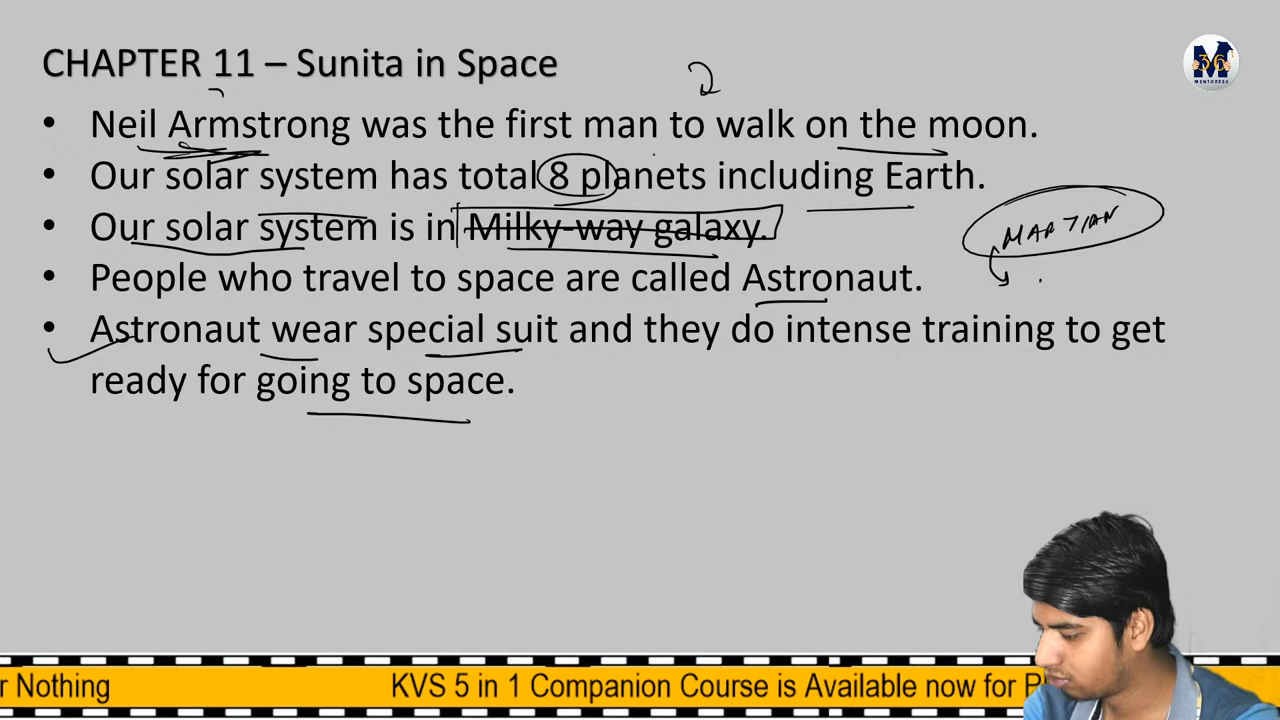 CHAPTER 11 – Sunita in Space
• Neil Armstrong was the first man to walk on the moon.
• Our solar system has total 8 planets including Earth.
• Our solar system is in Milky-way galaxy.
MARTIAN
• People who travel to space are called Astronaut.
• Astronaut wear special suit and they do intense training to get
ready for going to space.
r Nothing KVS 5 in 1 Companion Course is Available now for